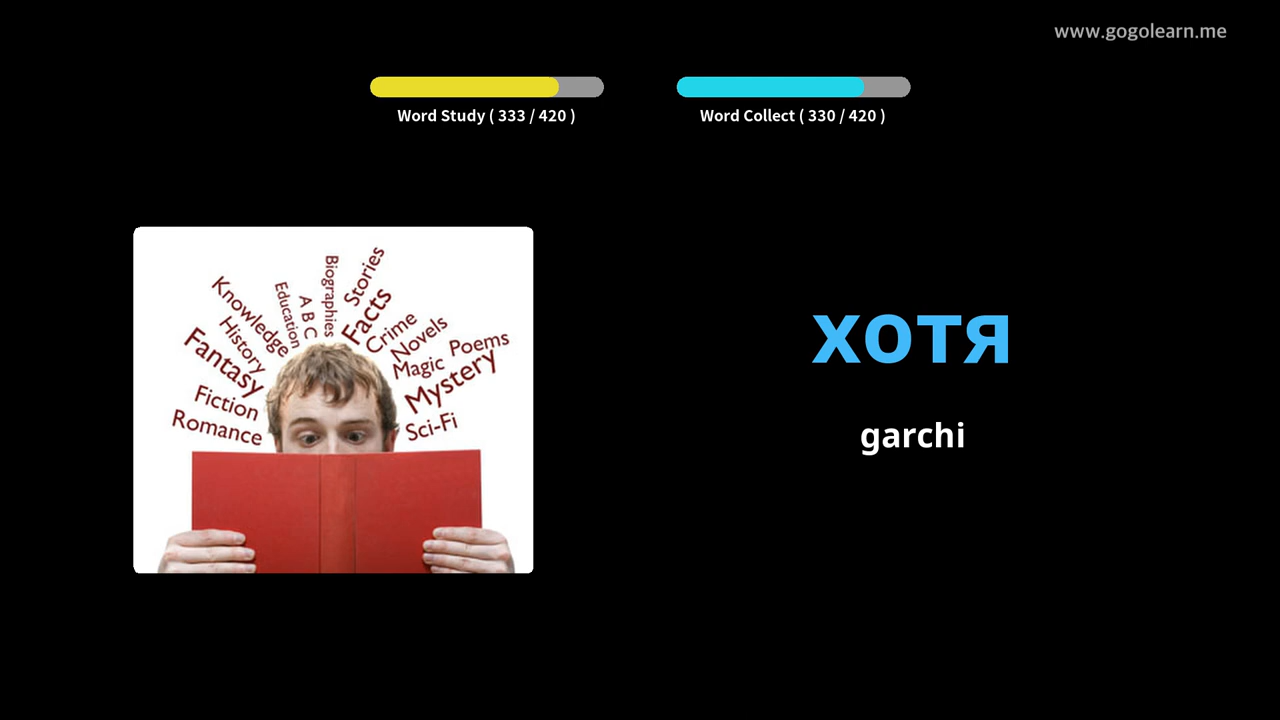 www.gogolearn.me
Word Study ( 333 / 420 )
Word Collect ( 330 / 420 )
Biographies
Stories
Education
A B C
Facts
Knowledge
History
Crime
Novels
Poems
Fantasy
Magic
Mystery
Fiction
Sci-Fi
Romance
хотя
garchi